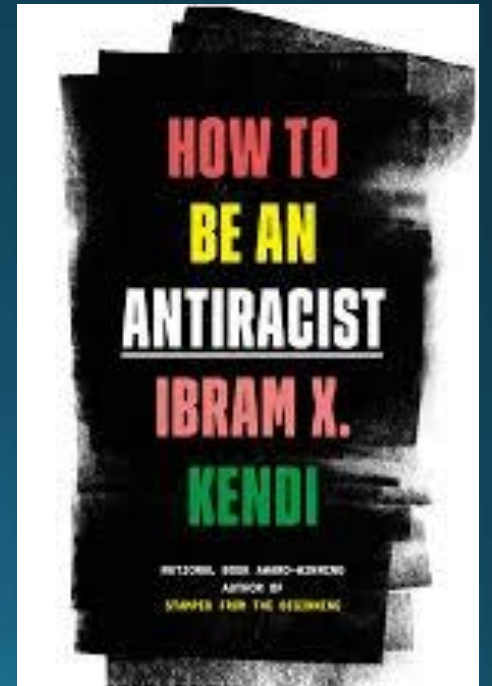 HOW TO
BE AN
ANTIRACIST
IBRAM X.
KENDI
NATIONAL BOOK AWARD-WINNING
AUTHOR OF
STAMPED FROM THE BEGINNING